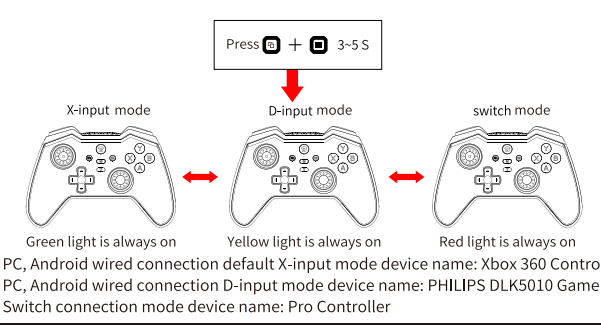 Press + 3~5 S
X-input mode D-input mode switch mode
Y X B A Y X B A Y X B A
Green light is always on Yellow light is always on Red light is always on
PC, Android wired connection default X-input mode device name: Xbox 360 Contro
PC, Android wired connection D-input mode device name: PHILIPS DLK5010 Game
Switch connection mode device name: Pro Controller